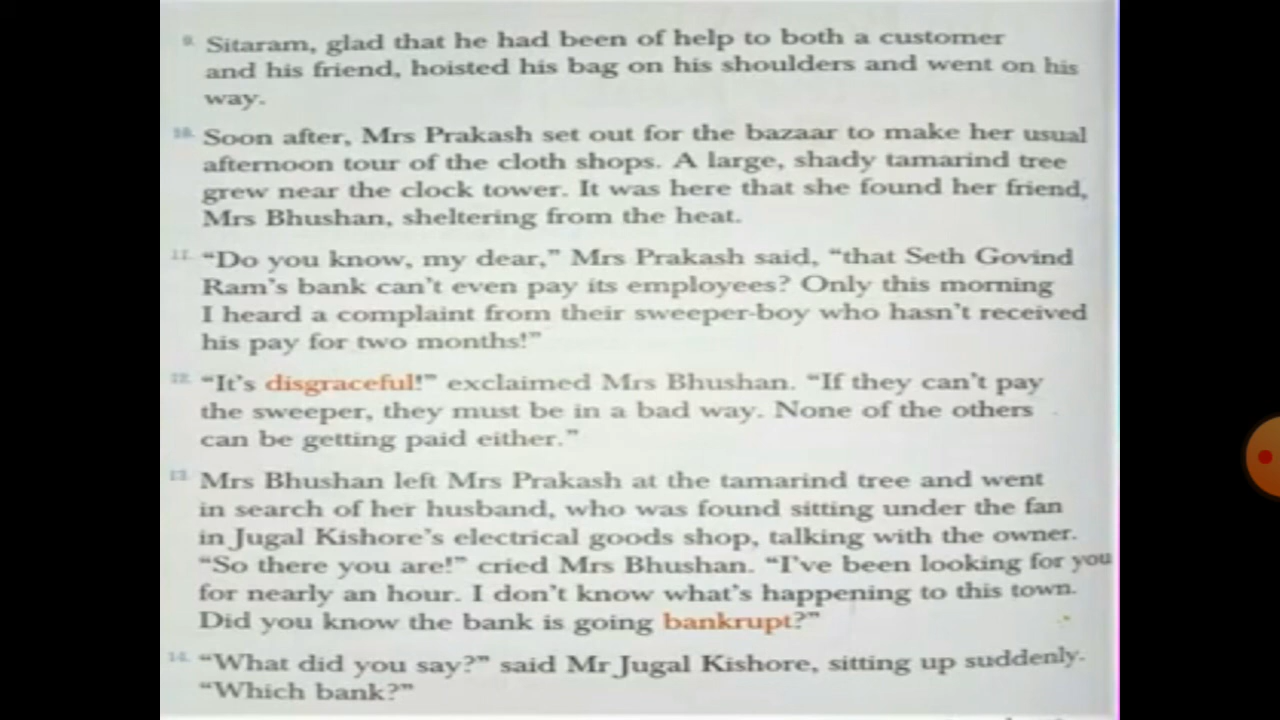 9. Sitaram, glad that he had been of help to both a customer
and his friend, hoisted his bag on his shoulders and went on his
way.
10. Soon after, Mrs Prakash set out for the bazaar to make her usual
afternoon tour of the cloth shops. A large, shady tamarind tree
grew near the clock tower. It was here that she found her friend,
Mrs Bhushan, sheltering from the heat.
11. “Do you know, my dear,” Mrs Prakash said, “that Seth Govind
Ram’s bank can’t even pay its employees? Only this morning
I heard a complaint from their sweeper-boy who hasn’t received
his pay for two months!”
12. “It’s disgraceful!” exclaimed Mrs Bhushan. “If they can’t pay
the sweeper, they must be in a bad way. None of the others
can be getting paid either.”
13. Mrs Bhushan left Mrs Prakash at the tamarind tree and went
in search of her husband, who was found sitting under the fan
in Jugal Kishore’s electrical goods shop, talking with the owner.
“So there you are!” cried Mrs Bhushan. “I’ve been looking for you
for nearly an hour. I don’t know what’s happening to this town.
Did you know the bank is going bankrupt?”
14. “What did you say?” said Mr Jugal Kishore, sitting up suddenly.
“Which bank?”